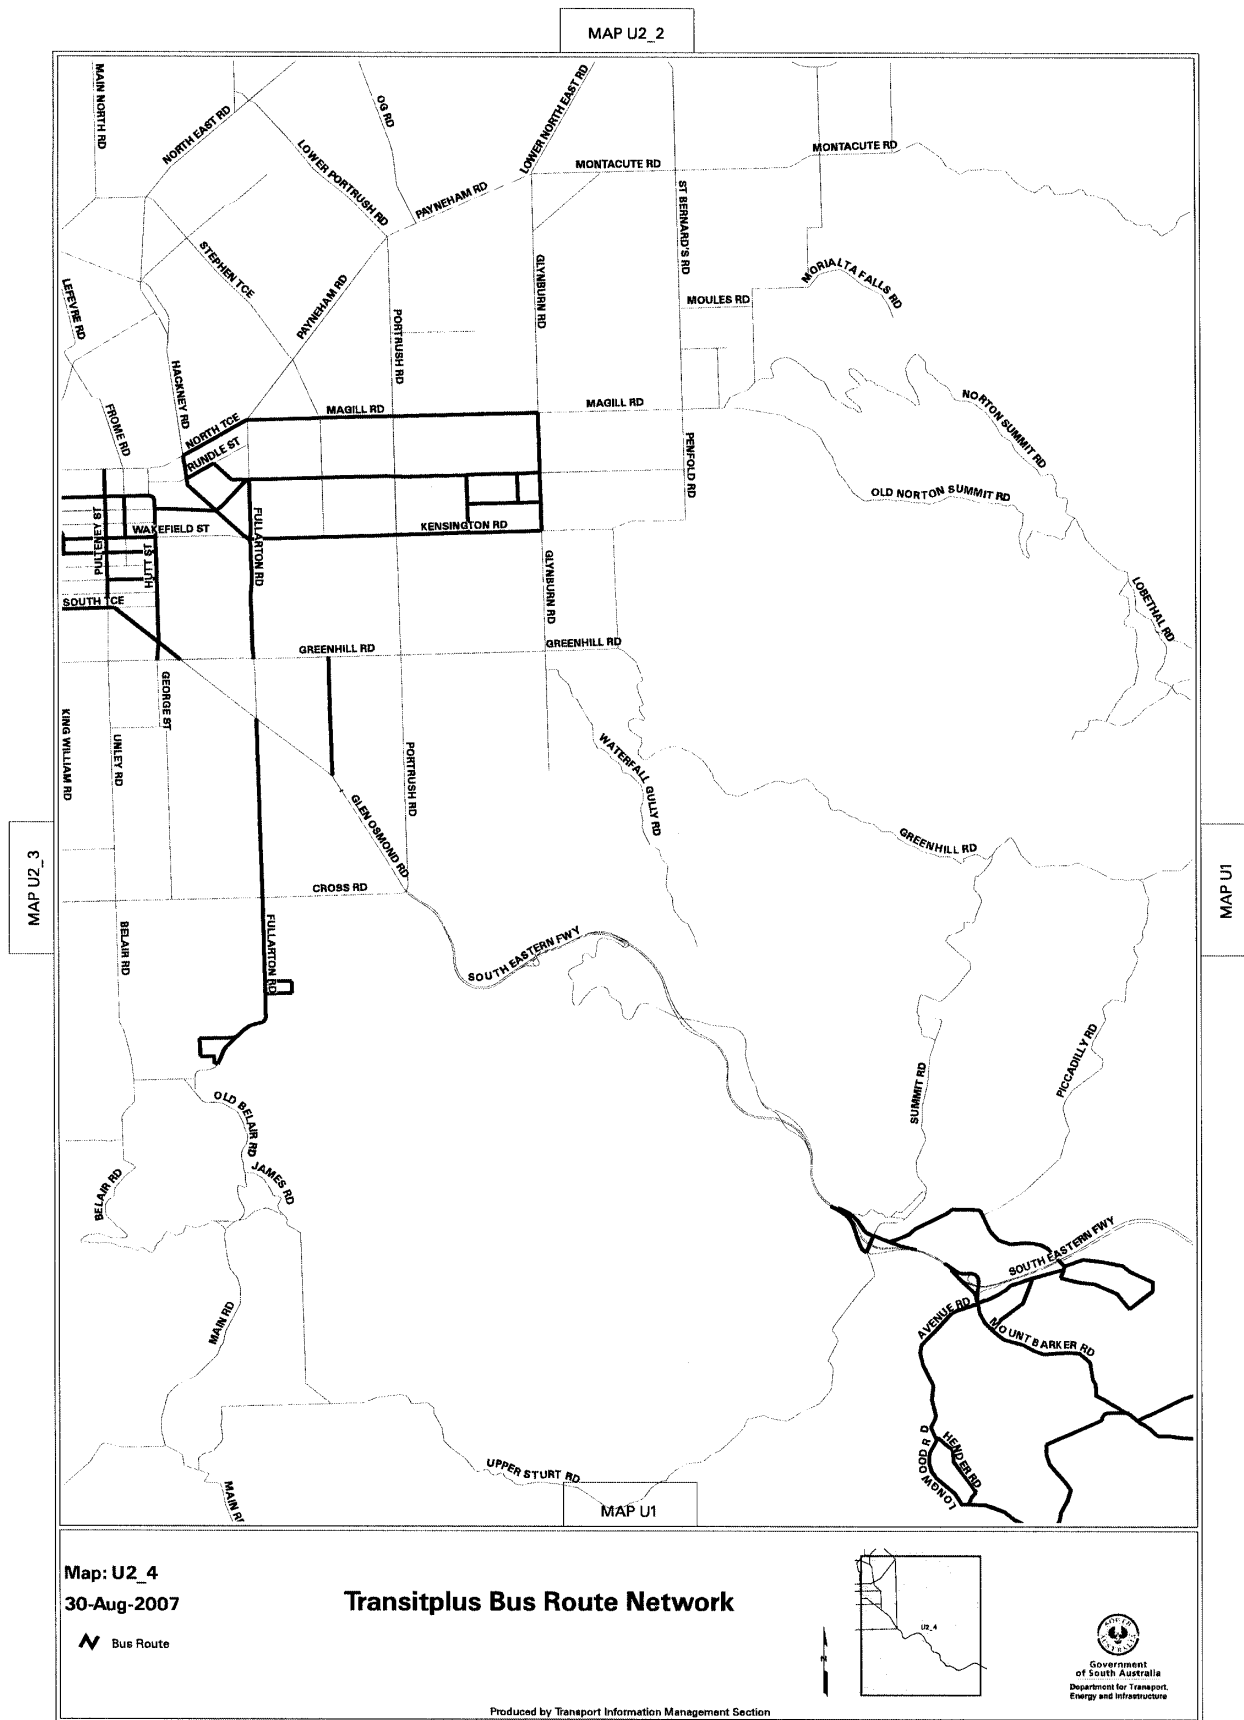 MAP U2_2
MAIN NORTH RD
NORTH EAST RD
OG RD
LOWER NORTH EAST RD
LOWER PORTRUSH RD
MONTACUTE RD
MONTACUTE RD
PAYNEHAM RD
ST BERNARD'S RD
STEPHEN TCE
LEFEVRE RD
PAYNEHAM RD
GLYNBURN RD
MORIALTA FALLS RD
MOULES RD
PORTRUSH RD
HACKNEY RD
FROME RD
NORTH TCE
MAGILL RD
MAGILL RD
NORTON SUMMIT RD
RUNDLE ST
PENFOLD RD
OLD NORTON SUMMIT RD
PULTENEY ST
WAKEFIELD ST
HUTT ST
FULLARTON RD
KENSINGTON RD
GLYNBURN RD
LOBETHAL RD
SOUTH TCE
GREENHILL RD
GREENHILL RD
GEORGE ST
KING WILLIAM RD
UNLEY RD
PORTRUSH RD
WATERFALL GULLY RD
GLEN OSMOND RD
GREENHILL RD
MAP U2_3
MAP U1
CROSS RD
BELAIR RD
FULLARTON RD
SOUTH EASTERN FWY
SUMMIT RD
PICCADILLY RD
OLD BELAIR RD
JAMES RD
BELAIR RD
SOUTH EASTERN FWY
MAIN RD
AVENUE RD
MOUNT BARKER RD
LONGWOOD RD
HENDER RD
UPPER STURT RD
MAIN RD
MAP U1
Map: U2_4
30-Aug-2007
Bus Route
Transitplus Bus Route Network
N
U2_4
SOUTH
AUSTRALIA
Government
of South Australia
Department for Transport,
Energy and Infrastructure
Produced by Transport Information Management Section